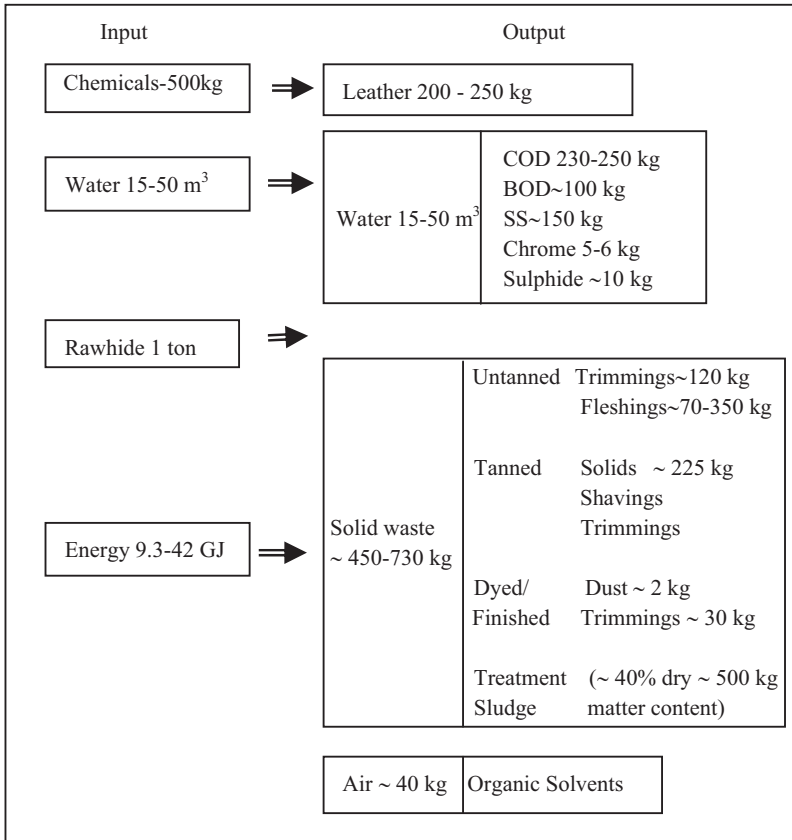 Input Output
Chemicals-500kg
Leather 200 - 250 kg
Water 15-50 m³
Water 15-50 m³
COD 230-250 kg
BOD~100 kg
SS~150 kg
Chrome 5-6 kg
Sulphide ~10 kg
Rawhide 1 ton
Energy 9.3-42 GJ
Solid waste
~ 450-730 kg
Untanned Trimmings~120 kg
Fleshings~70-350 kg
Tanned Solids ~ 225 kg
Shavings
Trimmings
Dyed/ Dust ~ 2 kg
Finished Trimmings ~ 30 kg
Treatment (~ 40% dry ~ 500 kg
Sludge matter content)
Air ~ 40 kg Organic Solvents